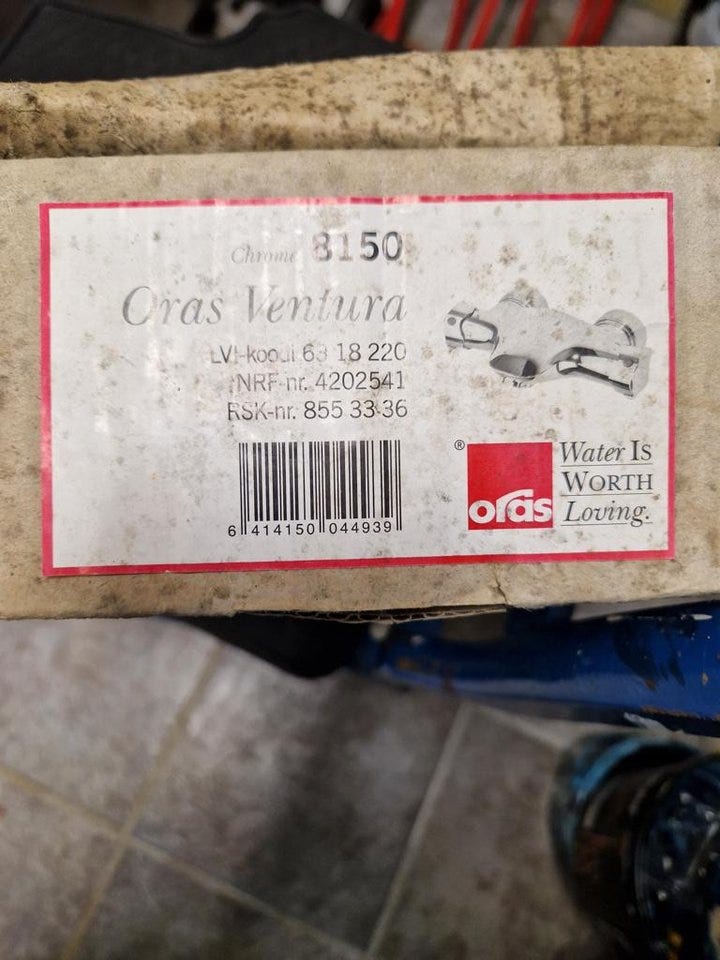 Chrome 8150
Oras Ventura
LVI-koodi 63 18 220
NRF-nr. 4202541
RSK-nr. 855 33 36
6 414150 044939
® oras
Water Is
Worth
Loving.